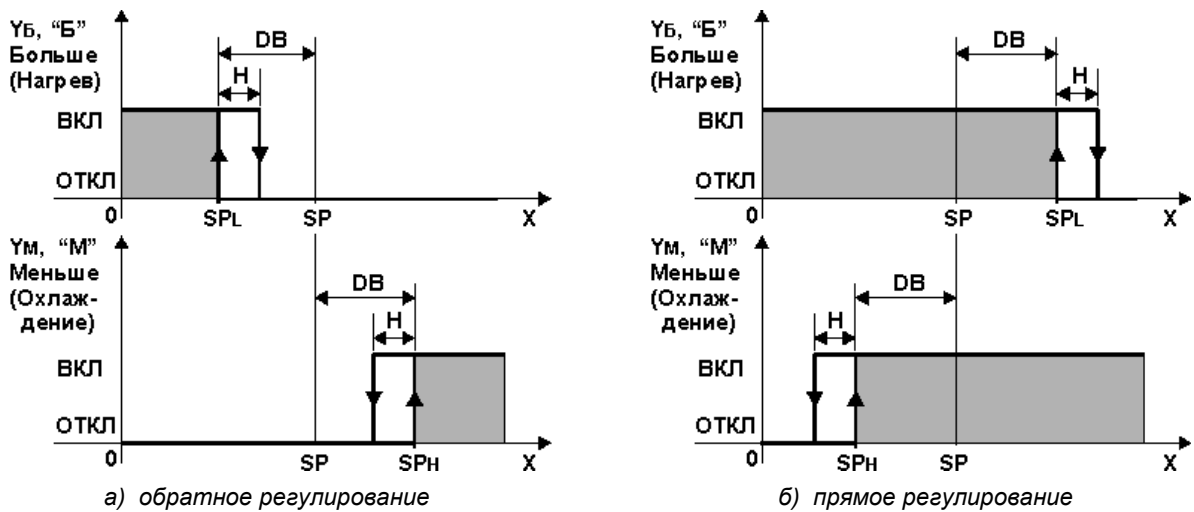 YБ, “Б”
Больше
(Нагрев)
DB
H
ВКЛ
ОТКЛ
0
SPL
SP
X
YМ, “М”
Меньше
(Охлаж-
дение)
DB
H
ВКЛ
ОТКЛ
0
SP
SPH
X
а) обратное регулирование
YБ, “Б”
Больше
(Нагрев)
DB
H
ВКЛ
ОТКЛ
0
SP
SPL
X
YМ, “М”
Меньше
(Охлаж-
дение)
DB
H
ВКЛ
ОТКЛ
0
SPH
SP
X
б) прямое регулирование